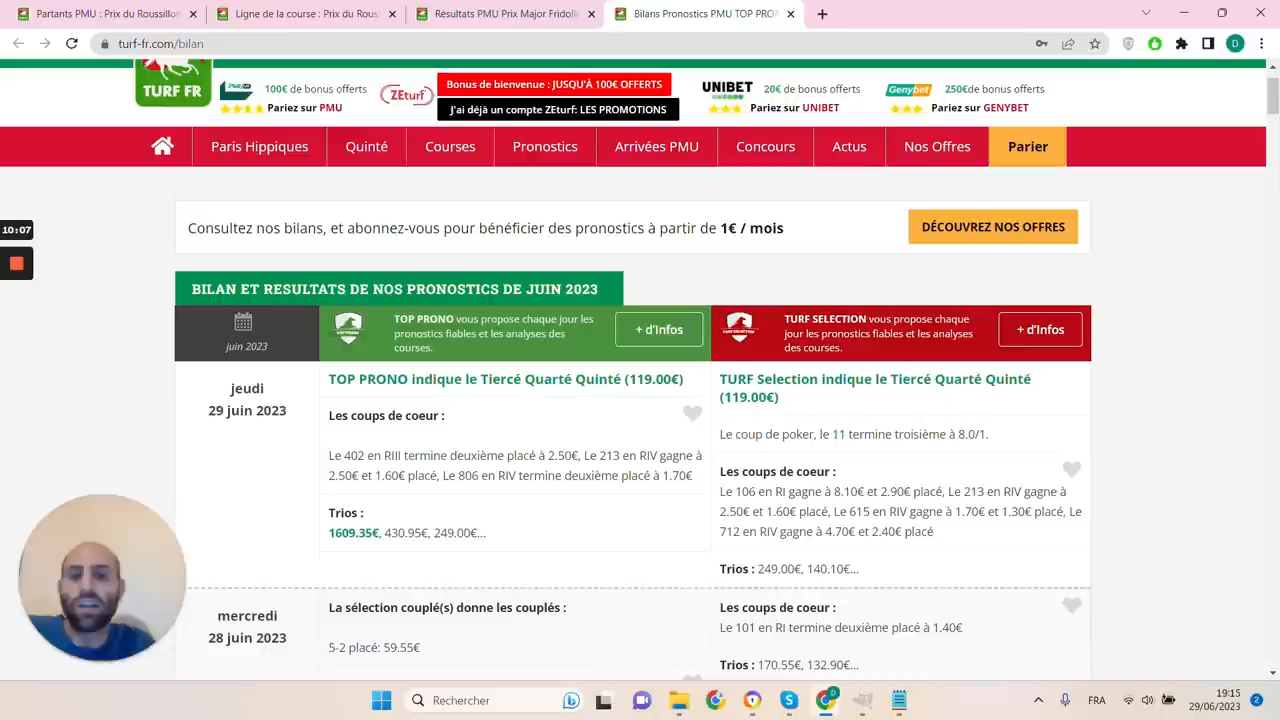 Partants PMU : Prix du Roussillon
Ligne de la course : Prix du Rous
Résultats PMU Prix Major Fridoli
Bilans Pronostics PMU TOP PRO
turf-fr.com/bilan
D
TURF FR
PMU
100€ de bonus offerts
Pariez sur PMU
ZEturf
Bonus de bienvenue : JUSQU'À 100€ OFFERTS
J'ai déjà un compte ZEturf: LES PROMOTIONS
UNIBET
20€ de bonus offerts
Pariez sur UNIBET
Genybet
250€de bonus offerts
Pariez sur GENYBET
Paris Hippiques
Quinté
Courses
Pronostics
Arrivées PMU
Concours
Actus
Nos Offres
Parier
10:07
Consultez nos bilans, et abonnez-vous pour bénéficier des pronostics à partir de 1€ / mois
DÉCOUVREZ NOS OFFRES
BILAN ET RESULTATS DE NOS PRONOSTICS DE JUIN 2023
juin 2023
TOP PRONO
TOP PRONO vous propose chaque jour les
pronostics fiables et les analyses des
courses.
+ d'Infos
TURF SELECTION
TURF SELECTION vous propose chaque
jour les pronostics fiables et les analyses
des courses.
+ d'Infos
jeudi
29 juin 2023
TOP PRONO indique le Tiercé Quarté Quinté (119.00€)
Les coups de coeur :
Le 402 en RIII termine deuxième placé à 2.50€, Le 213 en RIV gagne à
2.50€ et 1.60€ placé, Le 806 en RIV termine deuxième placé à 1.70€
Trios :
1609.35€, 430.95€, 249.00€...
TURF Selection indique le Tiercé Quarté Quinté
(119.00€)
Le coup de poker, le 11 termine troisième à 8.0/1.
Les coups de coeur :
Le 106 en RI gagne à 8.10€ et 2.90€ placé, Le 213 en RIV gagne à
2.50€ et 1.60€ placé, Le 615 en RIV gagne à 1.70€ et 1.30€ placé, Le
712 en RIV gagne à 4.70€ et 2.40€ placé
Trios : 249.00€, 140.10€...
mercredi
28 juin 2023
La sélection couplé(s) donne les couplés :
5-2 placé: 59.55€
Les coups de coeur :
Le 101 en RI termine deuxième placé à 1.40€
Trios : 170.55€, 132.90€...
Rechercher
FRA
19:15
29/06/2023
2